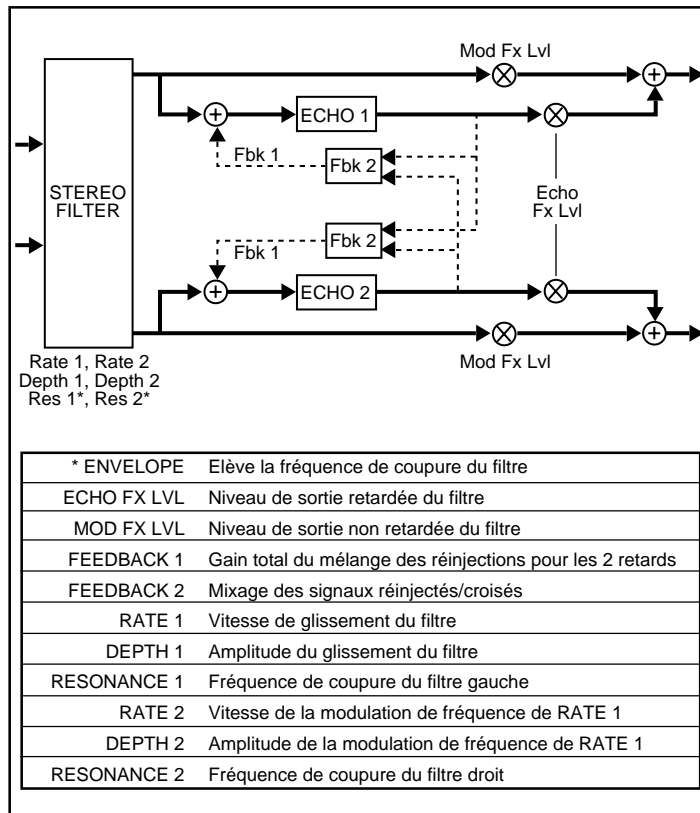 Mod Fx Lvl
ECHO 1
Fbk 1
Fbk 2
STEREO
FILTER
Echo
Fx Lvl
Fbk 2
Fbk 1
ECHO 2
Mod Fx Lvl
Rate 1, Rate 2
Depth 1, Depth 2
Res 1*, Res 2*
* ENVELOPE Elève la fréquence de coupure du filtre
ECHO FX LVL Niveau de sortie retardée du filtre
MOD FX LVL Niveau de sortie non retardée du filtre
FEEDBACK 1 Gain total du mélange des réinjections pour les 2 retards
FEEDBACK 2 Mixage des signaux réinjectés/croisés
RATE 1 Vitesse de glissement du filtre
DEPTH 1 Amplitude du glissement du filtre
RESONANCE 1 Fréquence de coupure du filtre gauche
RATE 2 Vitesse de la modulation de fréquence de RATE 1
DEPTH 2 Amplitude de la modulation de fréquence de RATE 1
RESONANCE 2 Fréquence de coupure du filtre droit